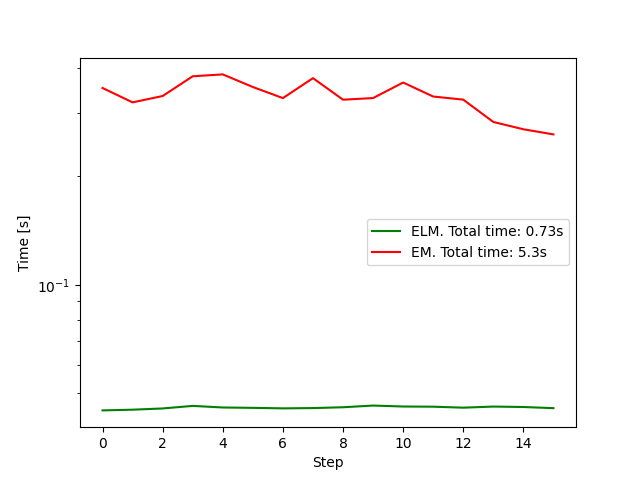 Time [s]
10⁻¹
ELM. Total time: 0.73s
EM. Total time: 5.3s
0 2 4 6 8 10 12 14
Step